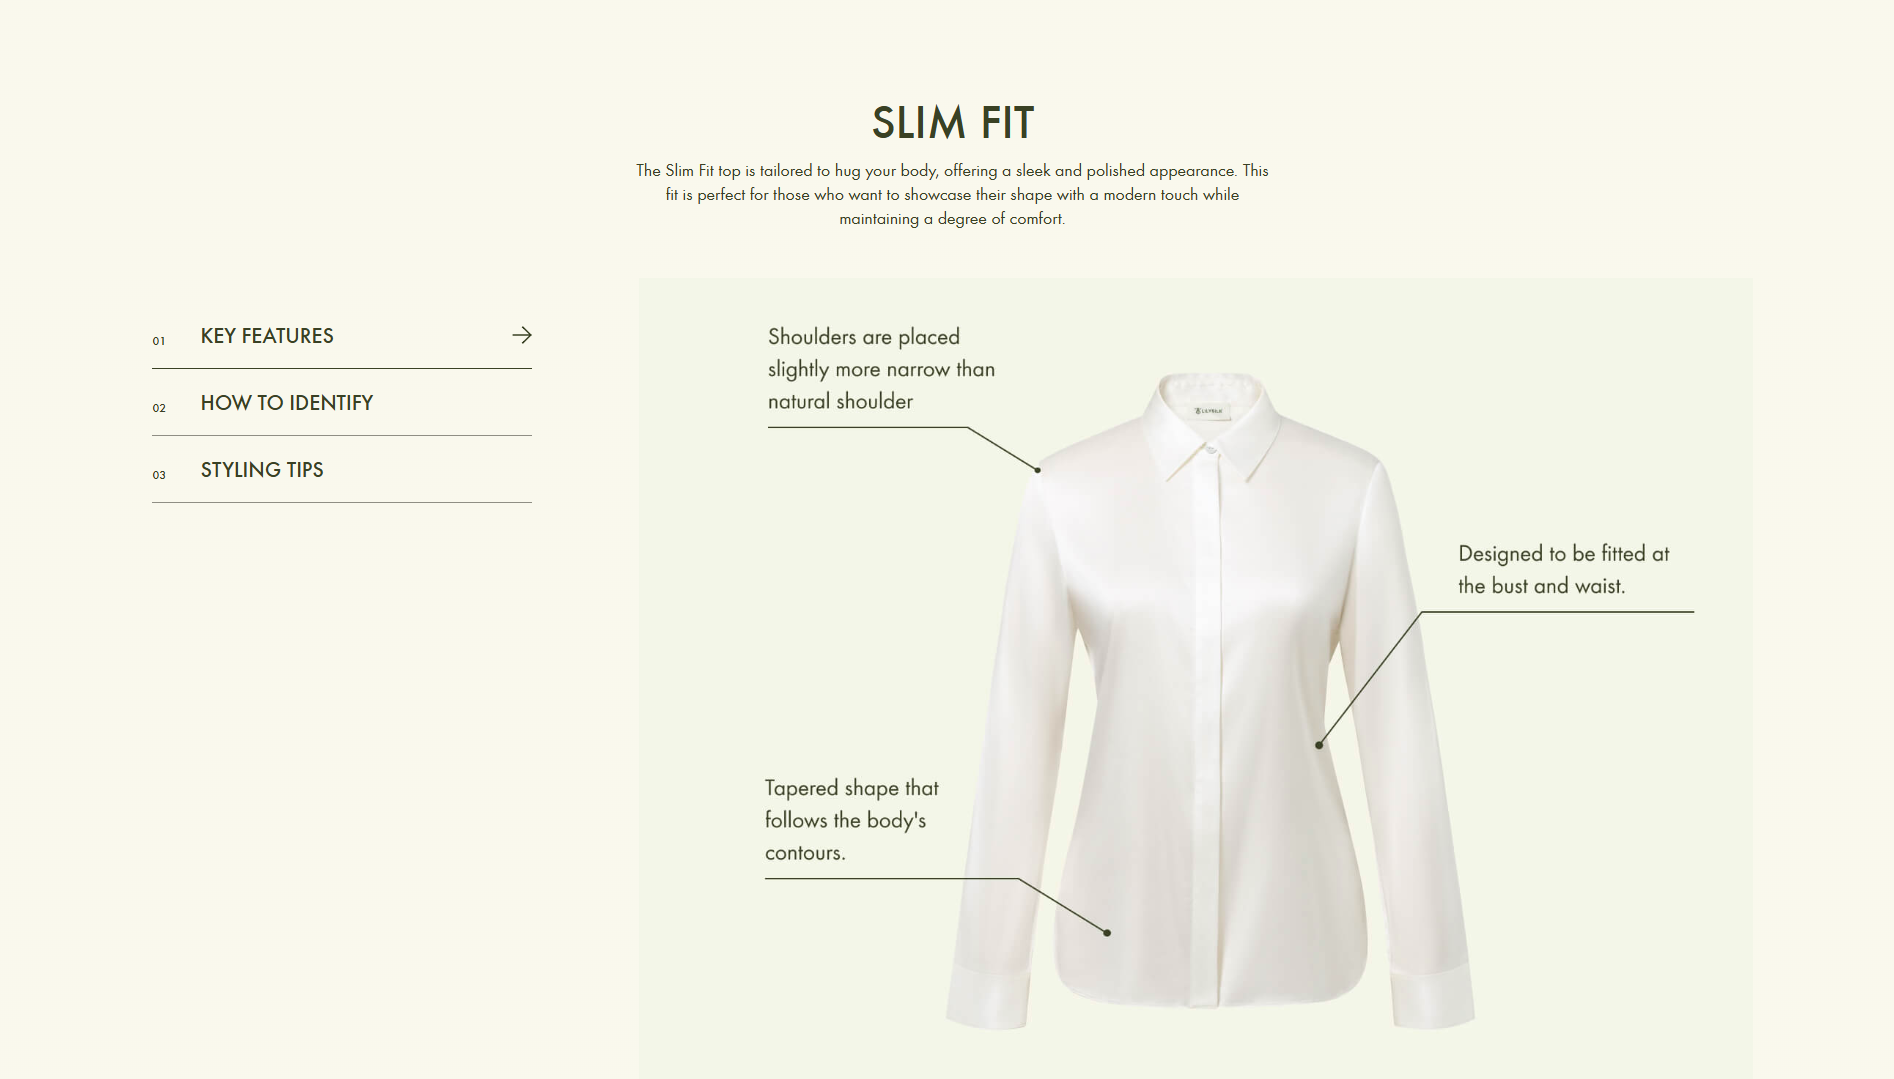 SLIM FIT
The Slim Fit top is tailored to hug your body, offering a sleek and polished appearance. This
fit is perfect for those who want to showcase their shape with a modern touch while
maintaining a degree of comfort.
01 KEY FEATURES
02 HOW TO IDENTIFY
03 STYLING TIPS
Shoulders are placed
slightly more narrow than
natural shoulder
Designed to be fitted at
the bust and waist.
Tapered shape that
follows the body's
contours.